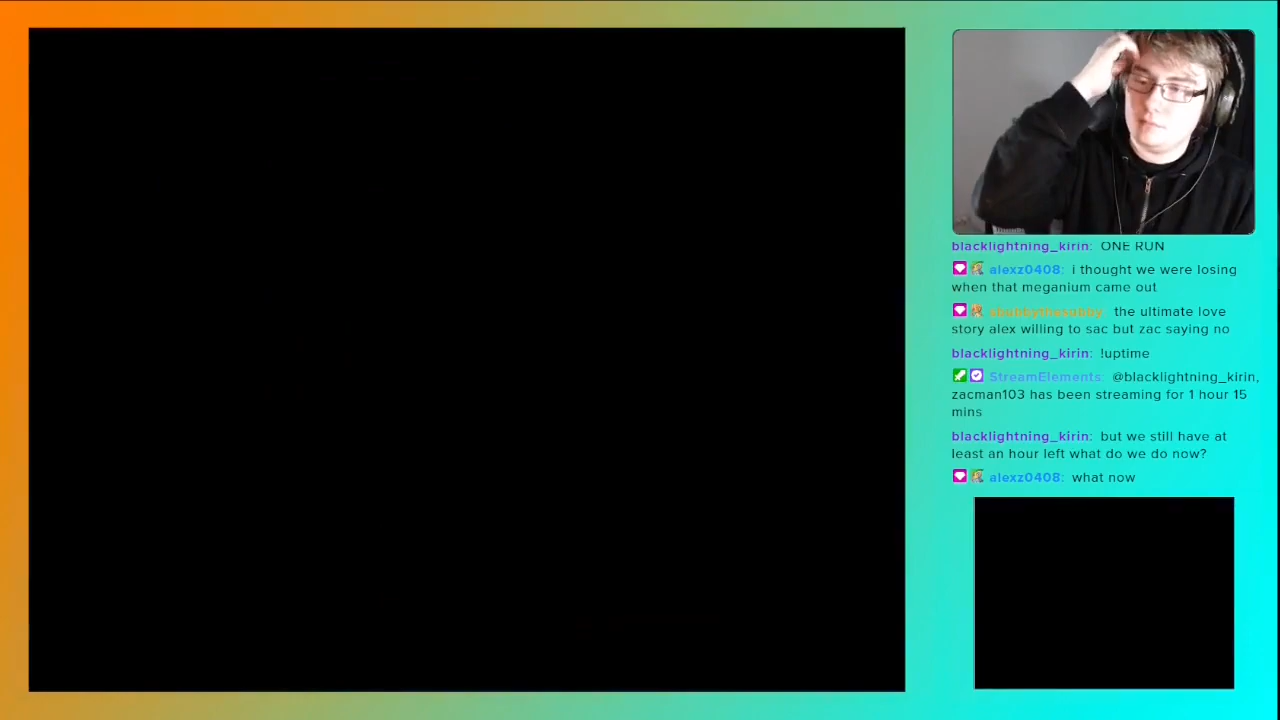 blacklightning_kirin: ONE RUN
alexz0408: i thought we were losing
when that meganium came out
the ultimate love
story alex willing to sac but zac saying no
blacklightning_kirin: !uptime
StreamElements: @blacklightning_kirin,
zacman103 has been streaming for 1 hour 15
mins
blacklightning_kirin: but we still have at
least an hour left what do we do now?
alexz0408: what now